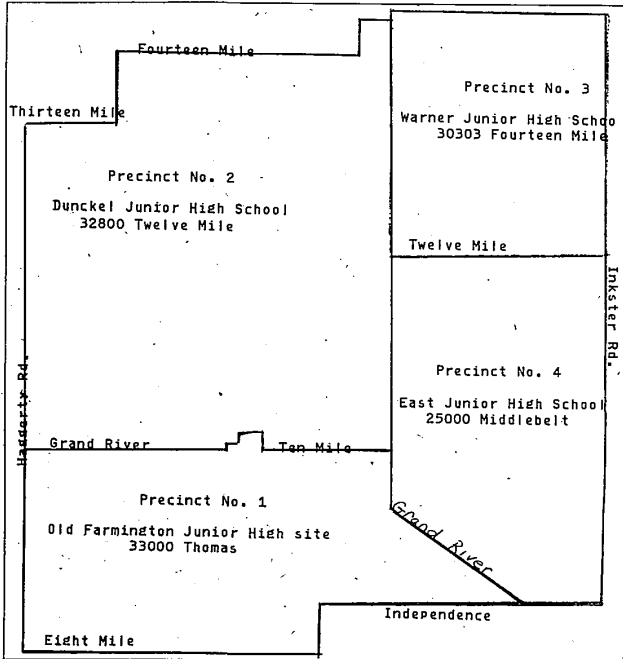 Fourteen Mile
Thirteen Mile
Precinct No. 3
Warner Junior High Schoo
30303 Fourteen Mile
Precinct No. 2
Dunckel Junior High School
32800 Twelve Mile
Twelve Mile
Inkster Rd.
Haggerty Rd.
Precinct No. 4
East Junior High School
25000 Middlebelt
Grand River
Ten Mile
Precinct No. 1
Old Farmington Junior High site
33000 Thomas
Grand River
Independence
Eight Mile